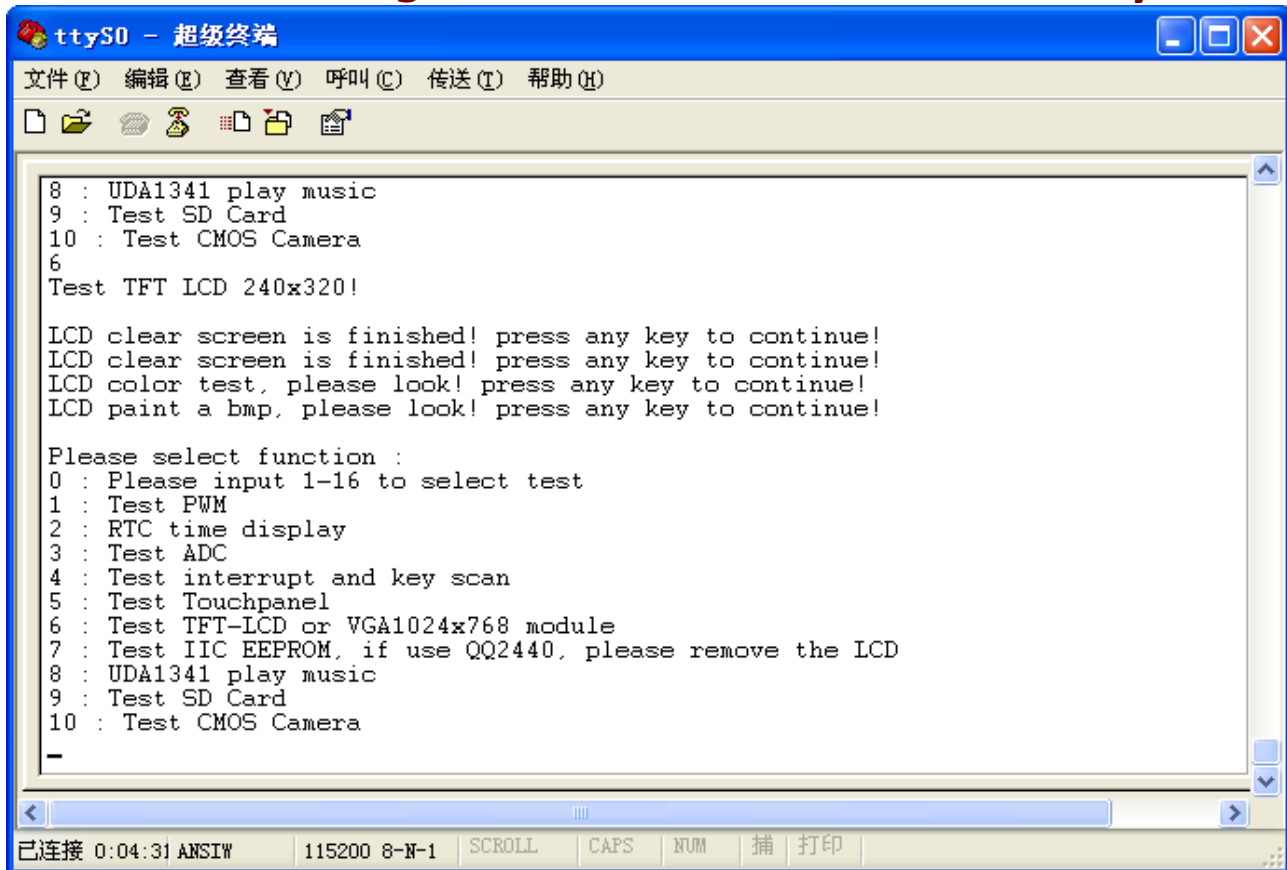 ttyS0 - 超级终端
文件(F) 编辑(E) 查看(V) 呼叫(C) 传送(T) 帮助(H)
8 : UDA1341 play music
9 : Test SD Card
10 : Test CMOS Camera
6
Test TFT LCD 240x320!
LCD clear screen is finished! press any key to continue!
LCD clear screen is finished! press any key to continue!
LCD color test, please look! press any key to continue!
LCD paint a bmp, please look! press any key to continue!
Please select function :
0 : Please input 1-16 to select test
1 : Test PWM
2 : RTC time display
3 : Test ADC
4 : Test interrupt and key scan
5 : Test Touchpanel
6 : Test TFT-LCD or VGA1024x768 module
7 : Test IIC EEPROM, if use QQ2440, please remove the LCD
8 : UDA1341 play music
9 : Test SD Card
10 : Test CMOS Camera
已连接 0:04:31 ANSIW 115200 8-N-1 SCROLL CAPS NUM 捕 打印